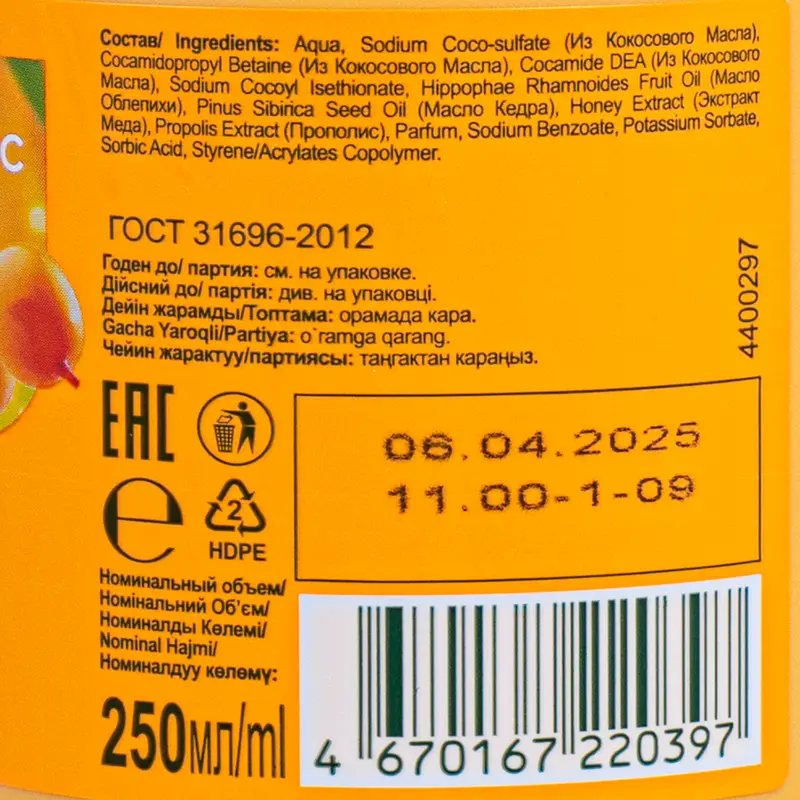 Состав/ Ingredients: Aqua, Sodium Coco-sulfate (Из Кокосового Масла),
Cocamidopropyl Betaine (Из Кокосового Масла), Cocamide DEA (Из Кокосового
Масла), Sodium Cocoyl Isethionate, Hippophae Rhamnoides Fruit Oil (Масло
Облепихи), Pinus Sibirica Seed Oil (Масло Кедра), Honey Extract (Экстракт
Меда), Propolis Extract (Прополис), Parfum, Sodium Benzoate, Potassium Sorbate,
Sorbic Acid, Styrene/Acrylates Copolymer.
С
ГОСТ 31696-2012
Годен до/ партия: см. на упаковке.
Дійсний до/ партія: див. на упаковці.
Дейін жарамды/Топтама: орамада кара.
Gacha Yaroqli/Partiya: o`ramga qarang.
Чейин жарактуу/партиясы: таңгактан караңыз.
4400297
EAC
06.04.2025
11.00-1-09
e
2
HDPE
Номинальный объем/
Номінальний Об'єм/
Номиналды Көлемі/
Nominal Hajmi/
Номиналдуу көлөмү:
250мл/ml
4 670167 220397